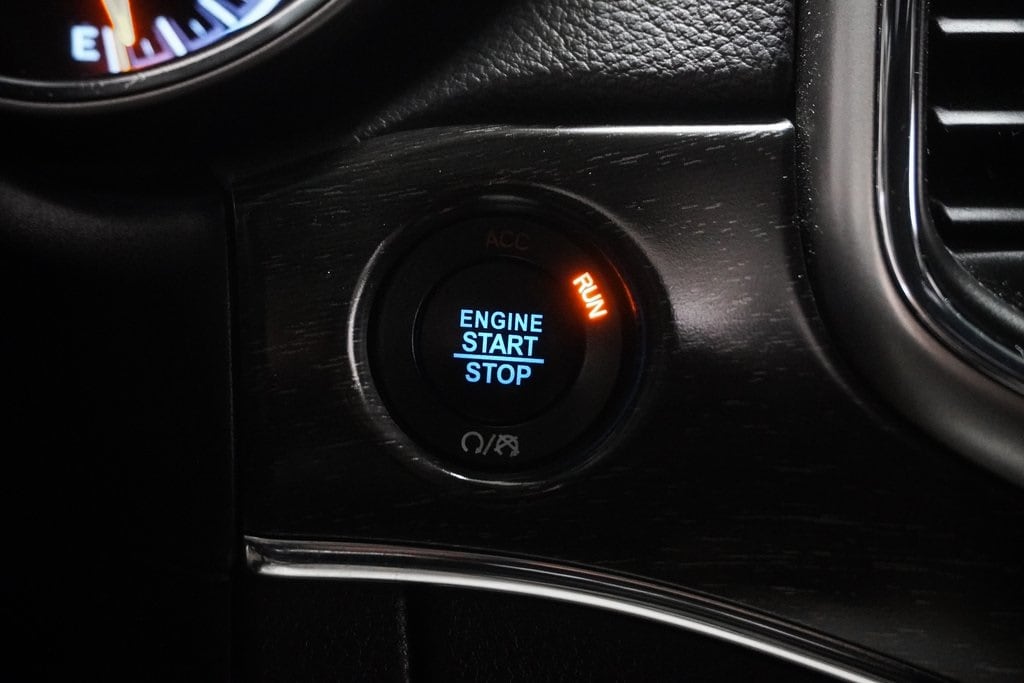 E
ACC
RUN
ENGINE
START
STOP